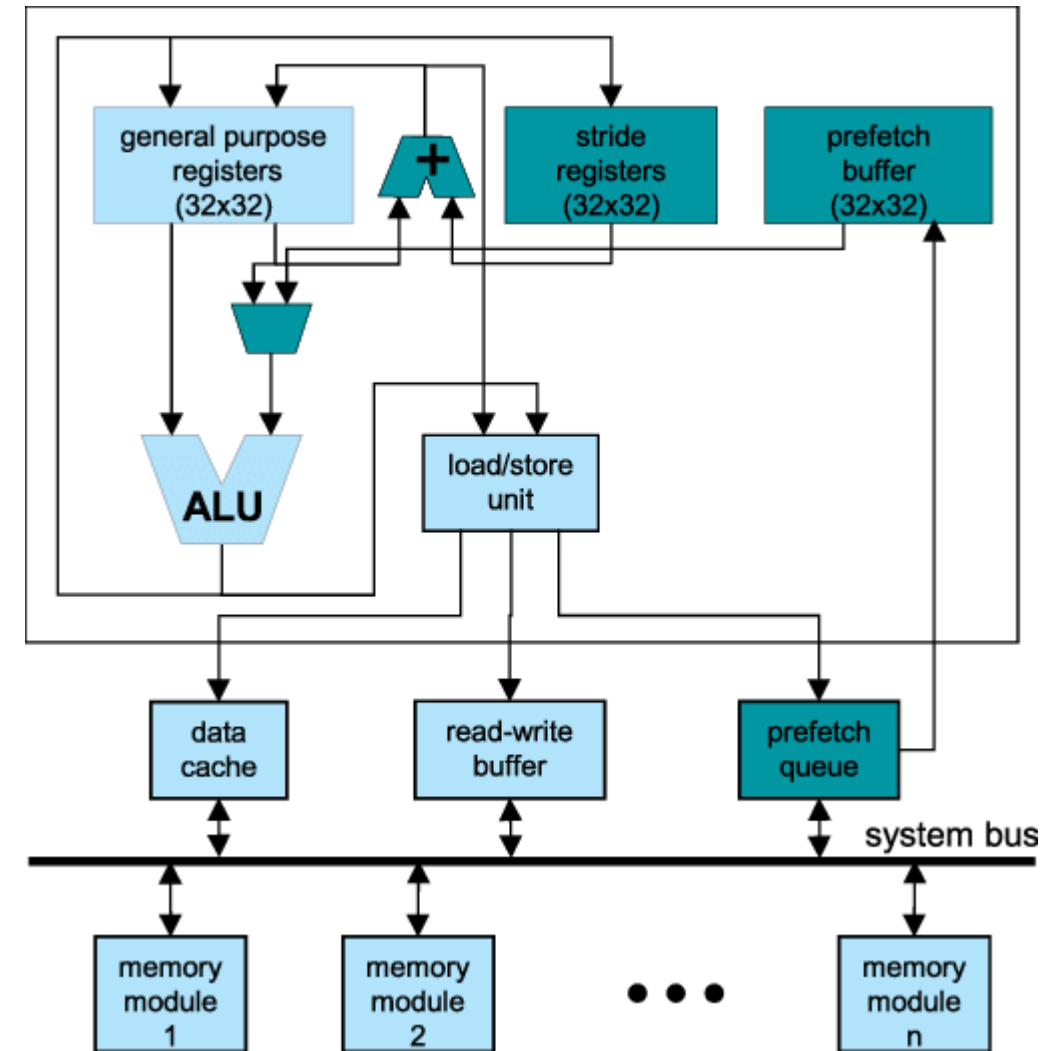 general purpose
registers
(32x32)
+
stride
registers
(32x32)
prefetch
buffer
(32x32)
ALU
load/store
unit
data
cache
read-write
buffer
prefetch
queue
system bus
memory
module
1
memory
module
2
memory
module
n